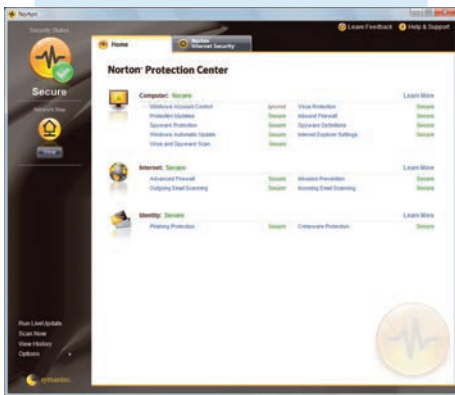 Norton
Security Status
Leave Feedback
Help & Support
Home
Norton
Internet Security
Norton Protection Center
Secure
Computer: Secure
Learn More
Windows Account Control Ignored Virus Protection Secure
Protection Updates Secure Inbound Firewall Secure
Spyware Protection Secure Spyware Definitions Secure
Windows Automatic Update Secure Internet Explorer Settings Secure
Virus and Spyware Scan Secure
Network Map
View
Internet: Secure
Learn More
Advanced Firewall Secure Intrusion Prevention Secure
Outgoing Email Scanning Secure Incoming Email Scanning Secure
Identity: Secure
Learn More
Phishing Protection Secure Crimeware Protection Secure
Run LiveUpdate
Scan Now
View History
Options
symantec.